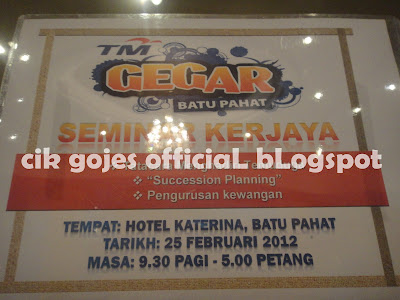 TM
GEGAR
BATU PAHAT
SEMINAR KERJAYA
cik gojes officiaL bLogspot
❖ "Succession Planning"
❖ Pengurusan kewangan
TEMPAT: HOTEL KATERINA, BATU PAHAT
TARIKH: 25 FEBRUARI 2012
MASA: 9.30 PAGI - 5.00 PETANG